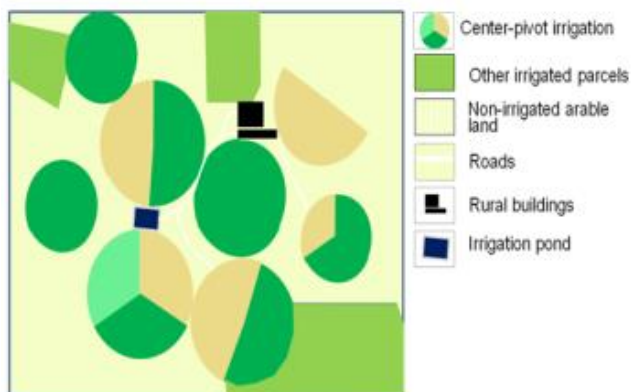 Center-pivot irrigation
Other irrigated parcels
Non-irrigated arable
land
Roads
Rural buildings
Irrigation pond